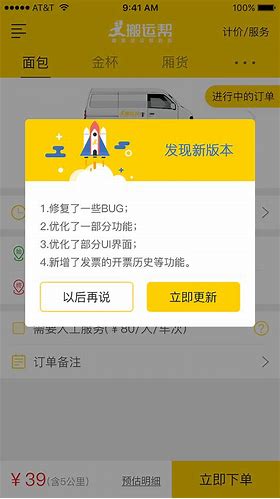 AT&T
9:41 AM
100%
搬运帮
计价/服务
面包
金杯
厢货
进行中的订单
发现新版本
1.修复了一些BUG；
2.优化了一部分功能；
3.优化了部分UI界面；
4.新增了发票的开票历史等功能。
以后再说
立即更新
需要人工服务(￥80/人/车次)
订单备注
￥39(含5公里)
预估明细
立即下单